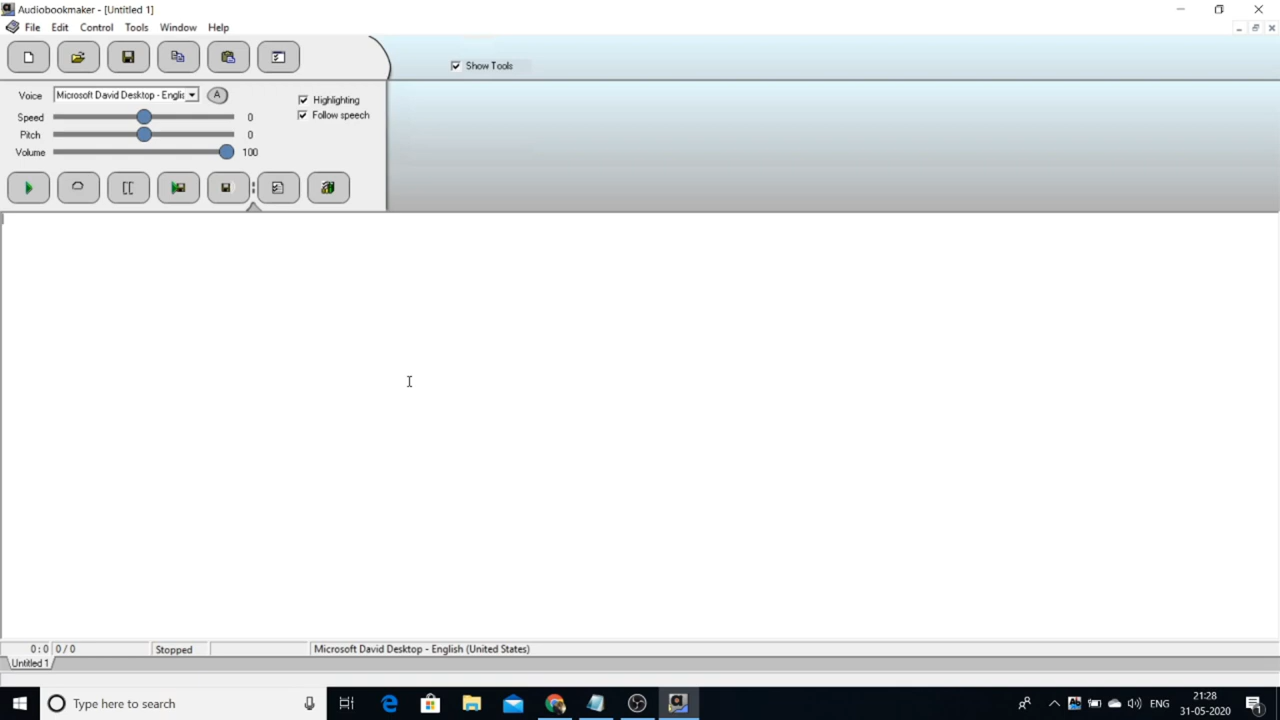 Audiobookmaker - [Untitled 1]
File Edit Control Tools Window Help
Show Tools
Voice Microsoft David Desktop - Englis A
Highlighting
Speed 0
Follow speech
Pitch 0
Volume 100
0 : 0 0 / 0 Stopped Microsoft David Desktop - English (United States)
Untitled 1
Type here to search
ENG
21:28
31-05-2020
1